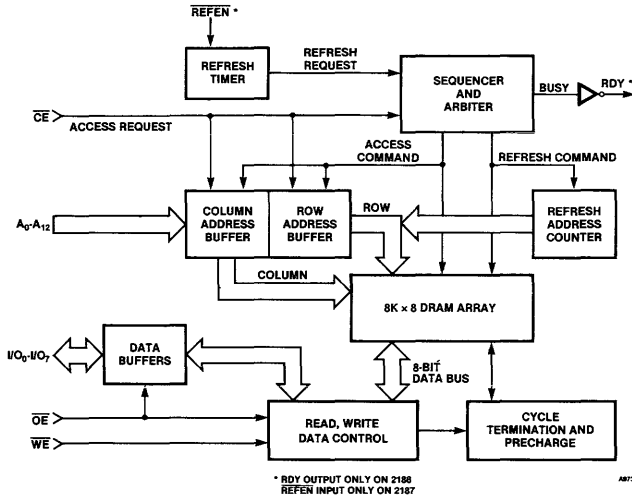 REFEN *
REFRESH
TIMER
REFRESH
REQUEST
SEQUENCER
AND
ARBITER
BUSY
RDY *
CE
ACCESS REQUEST
ACCESS
COMMAND
REFRESH COMMAND
A0-A12
COLUMN
ADDRESS
BUFFER
ROW
ADDRESS
BUFFER
ROW
REFRESH
ADDRESS
COUNTER
COLUMN
8K × 8 DRAM ARRAY
I/O0-I/O7
DATA
BUFFERS
8-BIT
DATA BUS
OE
WE
READ, WRITE
DATA CONTROL
CYCLE
TERMINATION AND
PRECHARGE
* RDY OUTPUT ONLY ON 2186
REFEN INPUT ONLY ON 2187